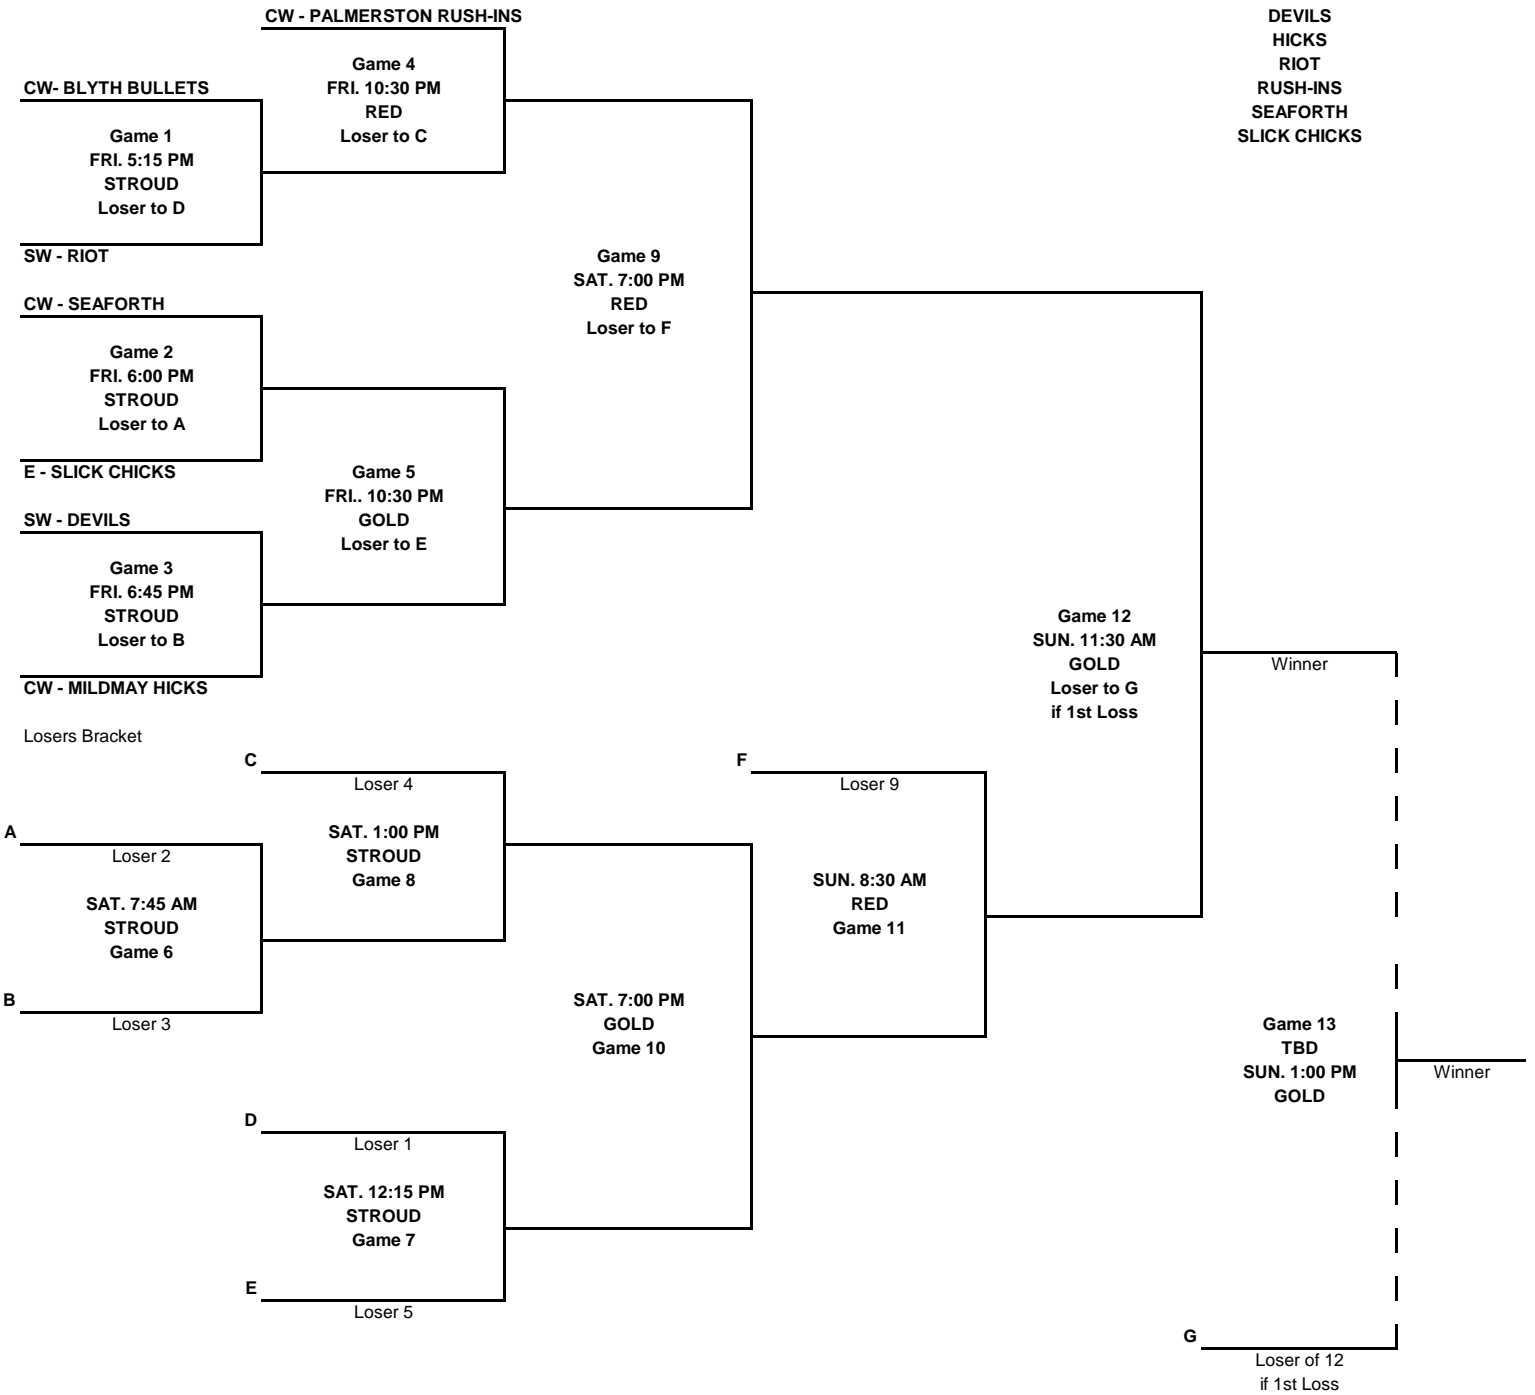 CW - PALMERSTON RUSH-INS
DEVILS
HICKS
RIOT
RUSH-INS
SEAFORTH
SLICK CHICKS
Game 4
FRI. 10:30 PM
RED
Loser to C
CW- BLYTH BULLETS
Game 1
FRI. 5:15 PM
STROUD
Loser to D
SW - RIOT
Game 9
SAT. 7:00 PM
RED
Loser to F
CW - SEAFORTH
Game 2
FRI. 6:00 PM
STROUD
Loser to A
E - SLICK CHICKS
Game 5
FRI.. 10:30 PM
GOLD
Loser to E
SW - DEVILS
Game 3
FRI. 6:45 PM
STROUD
Loser to B
CW - MILDMAY HICKS
Game 12
SUN. 11:30 AM
GOLD
Loser to G
if 1st Loss
Winner
Losers Bracket
C
Loser 4
F
Loser 9
A
Loser 2
SAT. 1:00 PM
STROUD
Game 8
SAT. 7:45 AM
STROUD
Game 6
SUN. 8:30 AM
RED
Game 11
B
Loser 3
SAT. 7:00 PM
GOLD
Game 10
Game 13
TBD
SUN. 1:00 PM
GOLD
Winner
D
Loser 1
SAT. 12:15 PM
STROUD
Game 7
E
Loser 5
G
Loser of 12
if 1st Loss